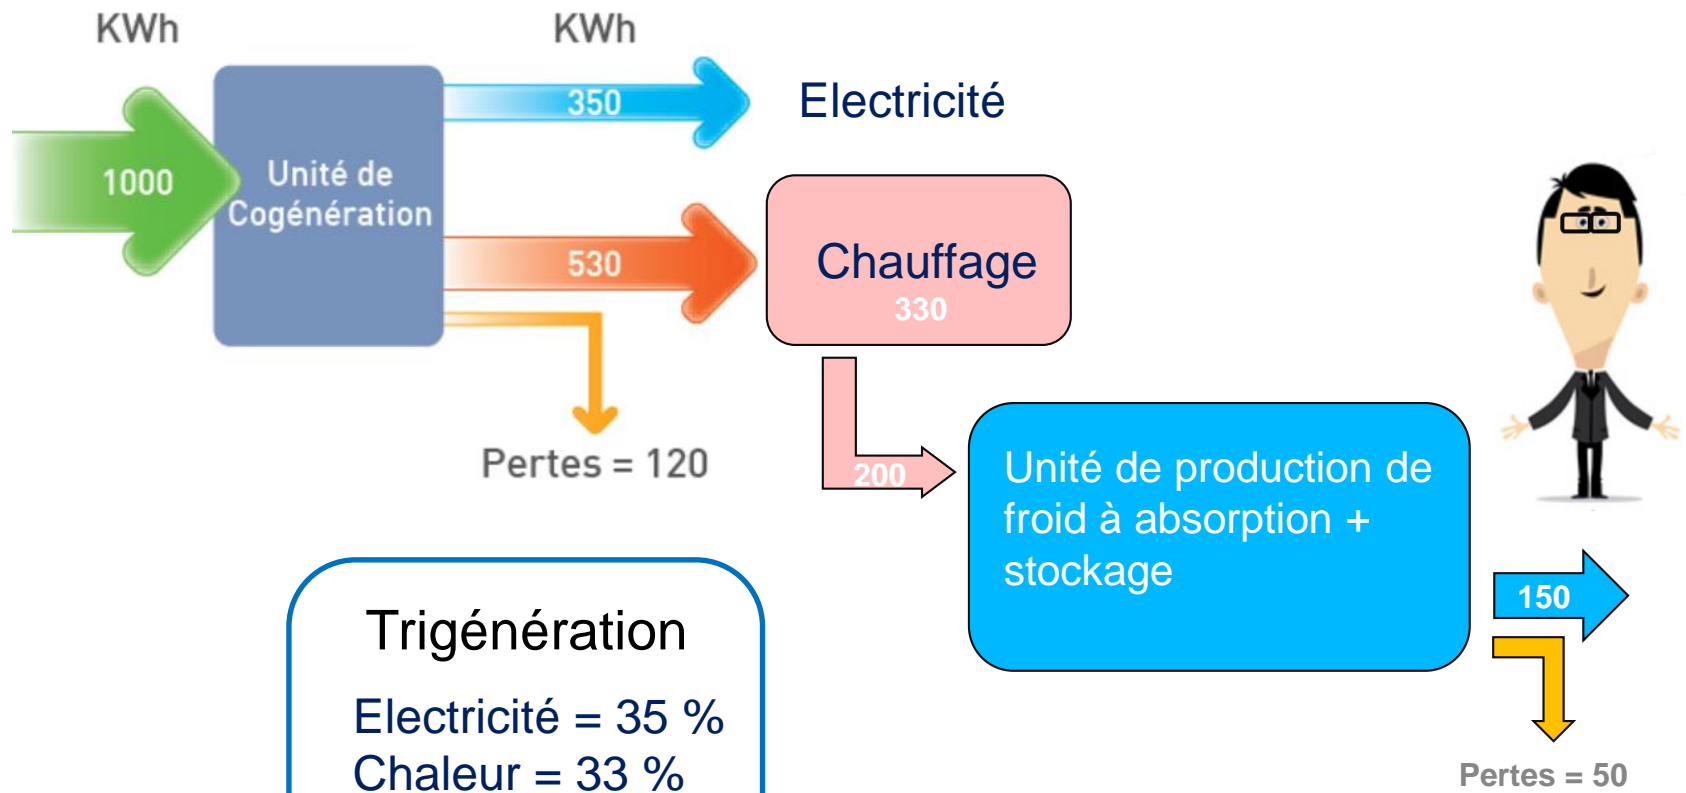 KWh
KWh
350
Electricité
1000
Unité de
Cogénération
530
Chauffage
330
Pertes = 120
200
Unité de production de
froid à absorption +
stockage
150
Pertes = 50
Trigénération
Electricité = 35 %
Chaleur = 33 %